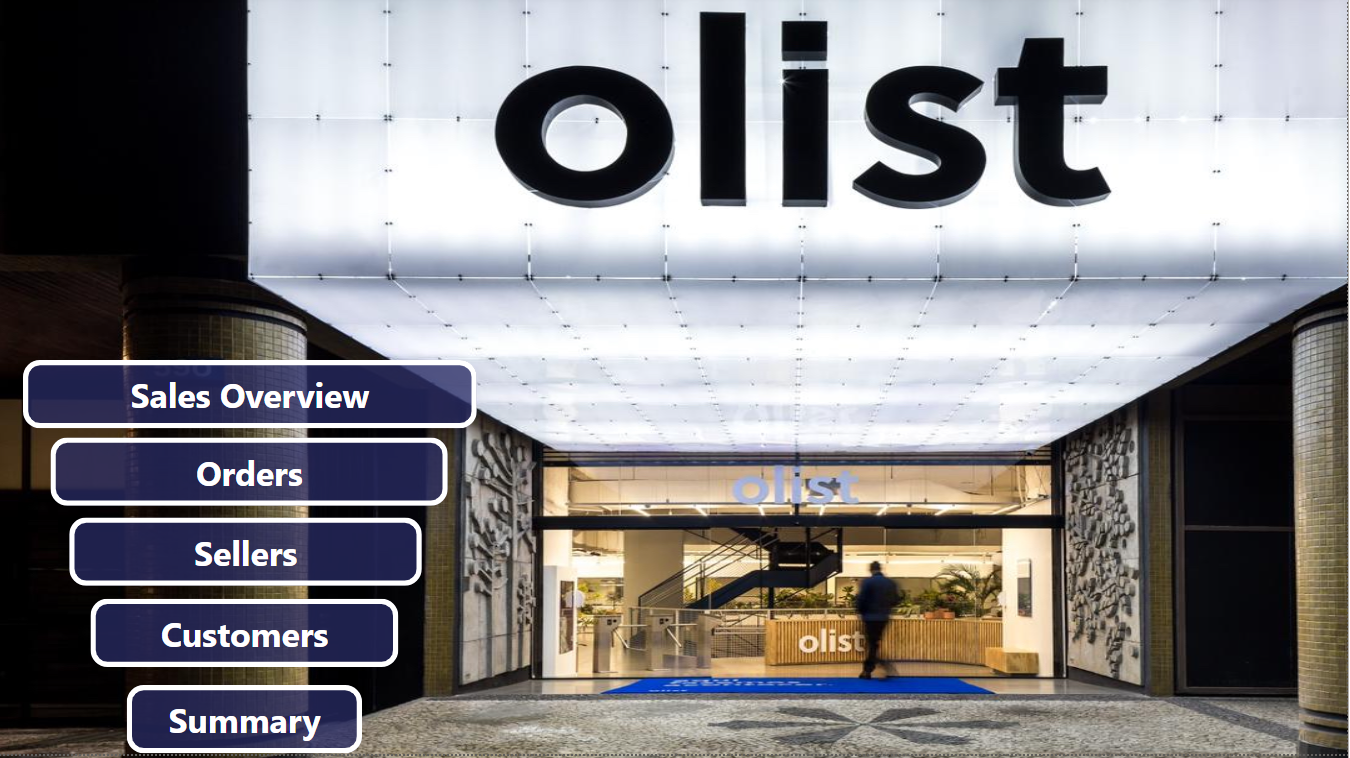 olist
Sales Overview
Orders
olist
Sellers
Customers
olist
Summary